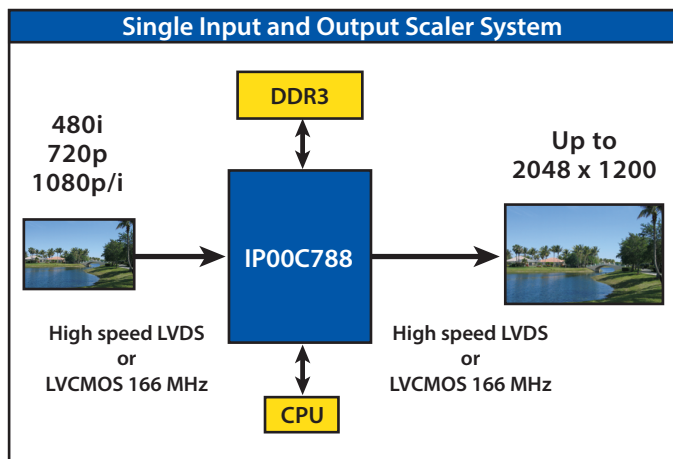 Single Input and Output Scaler System
DDR3
480i
720p
1080p/i
Up to
2048 x 1200
IP00C788
High speed LVDS
or
LVCMOS 166 MHz
High speed LVDS
or
LVCMOS 166 MHz
CPU